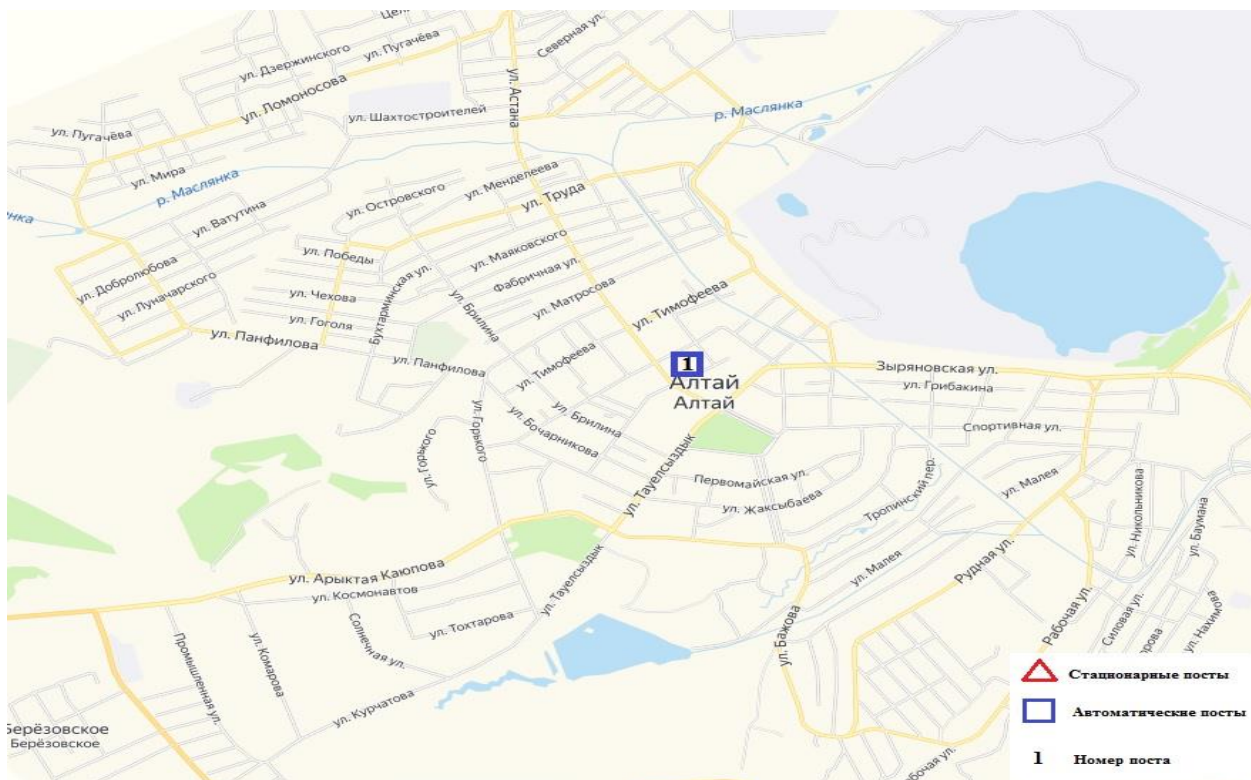 Северная ул.
ул. Пугачёва
ул. Дзержинского
ул. Ломоносова
ул. Астана
р. Маслянка
ул. Шахтостроителей
ул. Пугачёва
ул. Мира
р. Маслянка
ул. Менделеева
ул. Островского
ул. Труда
ул. Ватутина
ул. Маяковского
ул. Победы
ул. Добролюбова
Фабричная ул.
ул. Луначарского
Бухтарминская ул.
ул. Чехова
ул. Брилина
ул. Матросова
ул. Тимофеева
ул. Гоголя
ул. Панфилова
ул. Панфилова
ул. Тимофеева
1
Алтай
Алтай
Зыряновская ул.
ул. Грибакина
ул. Горького
ул. Горького
ул. Брилина
ул. Бочарникова
Спортивная ул.
ул. Тауелсыздык
Первомайская ул.
ул. Жаксыбаева
Тропинский пер.
ул. Малея
ул. Никольникова
ул. Баумана
ул. Малея
Рудная ул.
ул. Арыктая Каюпова
ул. Космонавтов
ул. Тауелсыздык
ул. Тохтарова
Солнечная ул.
ул. Комарова
Промышленная ул.
ул. Курчатова
ул. Бажова
Рабочая ул.
Силовая ул.
ул. Нахимова
Берёзовское
Берёзовское
Стационарные посты
Автоматические посты
1 Номер поста